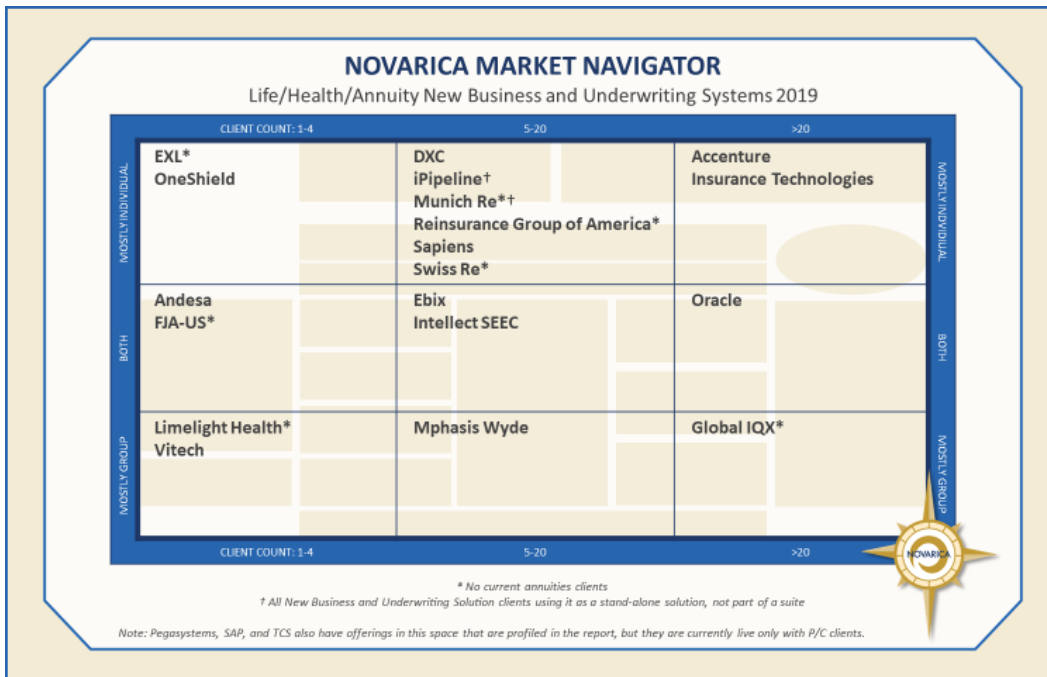 NOVARICA MARKET NAVIGATOR
Life/Health/Annuity New Business and Underwriting Systems 2019
CLIENT COUNT: 1-4
5-20
>20
MOSTLY INDIVIDUAL
EXL*
OneShield
DXC
iPipeline†
Munich Re*†
Reinsurance Group of America*
Sapiens
Swiss Re*
Accenture
Insurance Technologies
MOSTLY INDIVIDUAL
BOTH
Andesa
FJA-US*
Ebix
Intellect SEEC
Oracle
BOTH
MOSTLY GROUP
Limelight Health*
Vitech
Mphasis Wyde
Global IQX*
MOSTLY GROUP
CLIENT COUNT: 1-4
5-20
>20
NOVARICA
* No current annuities clients
† All New Business and Underwriting Solution clients using it as a stand-alone solution, not part of a suite
Note: Pegasystems, SAP, and TCS also have offerings in this space that are profiled in the report, but they are currently live only with P/C clients.